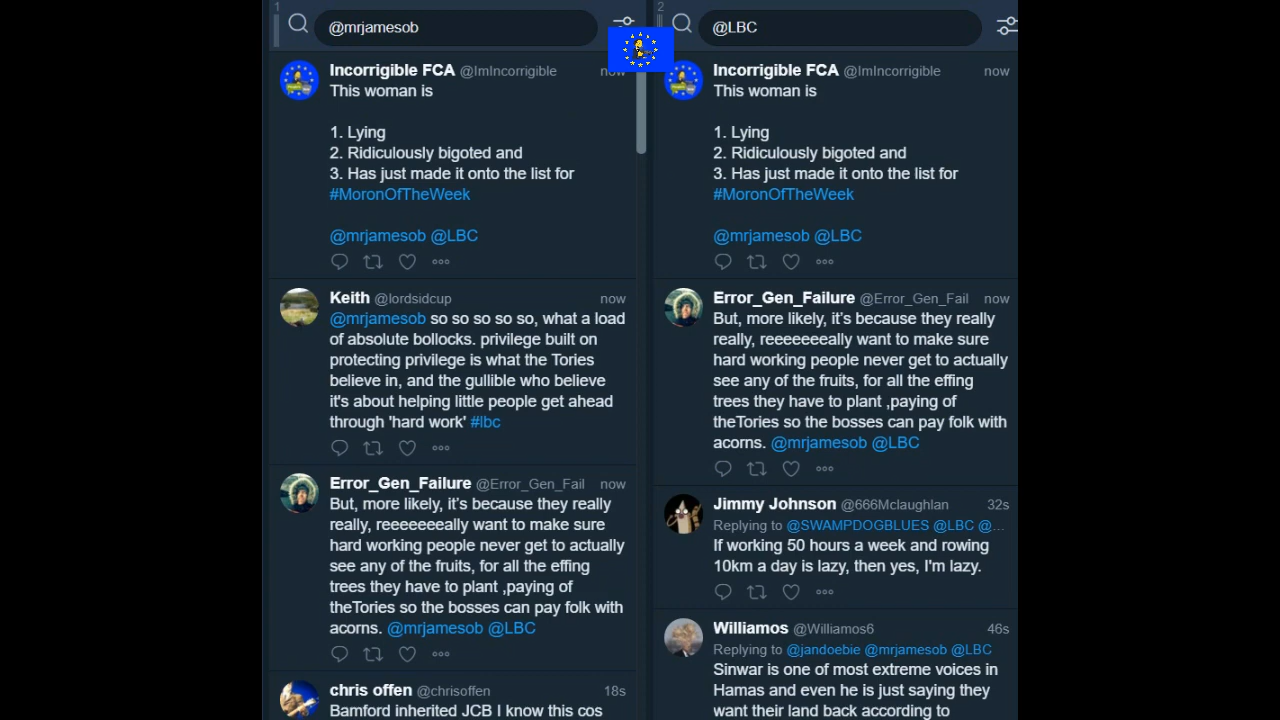 1
@mrjamesob
Incorrigible FCA @ImIncorrigible now
This woman is
1. Lying
2. Ridiculously bigoted and
3. Has just made it onto the list for
#MoronOfTheWeek
@mrjamesob @LBC
Keith @lordsidcup now
@mrjamesob so so so so so, what a load
of absolute bollocks. privilege built on
protecting privilege is what the Tories
believe in, and the gullible who believe
it's about helping little people get ahead
through 'hard work' #lbc
Error_Gen_Failure @Error_Gen_Fail now
But, more likely, it's because they really
really, reeeeeeeally want to make sure
hard working people never get to actually
see any of the fruits, for all the effing
trees they have to plant ,paying of
theTories so the bosses can pay folk with
acorns. @mrjamesob @LBC
chris offen @chrisoffen 18s
Bamford inherited JCB I know this cos
2
@LBC
Incorrigible FCA @ImIncorrigible now
This woman is
1. Lying
2. Ridiculously bigoted and
3. Has just made it onto the list for
#MoronOfTheWeek
@mrjamesob @LBC
Error_Gen_Failure @Error_Gen_Fail now
But, more likely, it's because they really
really, reeeeeeeally want to make sure
hard working people never get to actually
see any of the fruits, for all the effing
trees they have to plant ,paying of
theTories so the bosses can pay folk with
acorns. @mrjamesob @LBC
Jimmy Johnson @666Mclaughlan 32s
Replying to @SWAMPDOGBLUES @LBC @...
If working 50 hours a week and rowing
10km a day is lazy, then yes, I'm lazy.
Williamos @Williamos6 46s
Replying to @jandoebie @mrjamesob @LBC
Sinwar is one of most extreme voices in
Hamas and even he is just saying they
want their land back according to